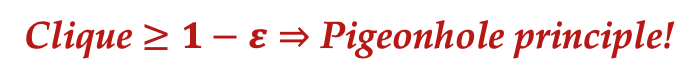 Clique ≥ 1 − ε ⇒ Pigeonhole principle!